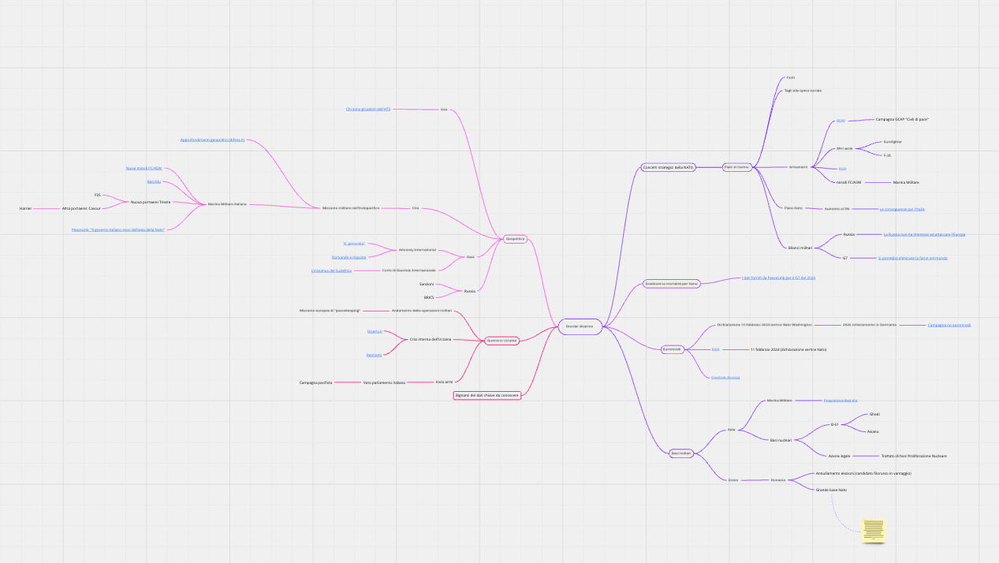 Dossier disarmo
Geopolitica
Siria
Chi sono gli jihadisti dell'HTS
Cina
Missione militare nell'Indopacifico
Approfondimenti geopolitici (difesa.it)
Marina Militare Italiana
Nuovi missili FC/ASW
Basi blu
Nuova portaerei Trieste
F35
Altra portaerei: Cavour
Harrier
PeaceLink: "Il governo italiano esca dall'area della Nato"
Gaza
Amnesty International
"E' genocidio"
Domande e risposte
Corte di Giustizia Internazionale
L'iniziativa del Sudafrica
Russia
Sanzioni
BRICS
Guerra in Ucraina
Andamento delle operazioni militari
Missione europea di "peacekeeping"
Crisi interna dell'Ucraina
Disertori
Renitenti
Invio armi
Voto parlamento italiano
Campagna pacifista
Bignami dei dati chiave da conoscere
Concetti strategici della NATO
Piani di riarmo
Costi
Tagli alla spesa sociale
Armamenti
GCAP
Campagna GCAP "Cieli di pace"
Altri aerei
Eurofighter
F-35
missili FC/ASW
Marina Militare
Piano Nato
Aumento al 3%
Le conseguenze per l'Italia
Bilanci militari
Russia
La Russia non ha interesse ad attaccare l'Europa
G7
Si potrebbe eliminare la fame nel mondo
Eradicare la mortalità per fame
I dati forniti da PeaceLink per il G7 del 2024
Euromissili
Dichiarazione 11 febbraio 2024 vertice Nato Washington
2026 schieramento in Germania
Campagna no euromissili
11 febbraio 2024 (dichiarazione vertice Nato)
Basi militari
Italia
Marina Militare
Programma Basi Blu
Basi nucleari
B-61
Ghedi
Aviano
Azione legale
Trattato di Non Proliferazione Nucleare
Estero
Romania
Annullamento elezioni (candidato filorusso in vantaggio)
Grande base Nato